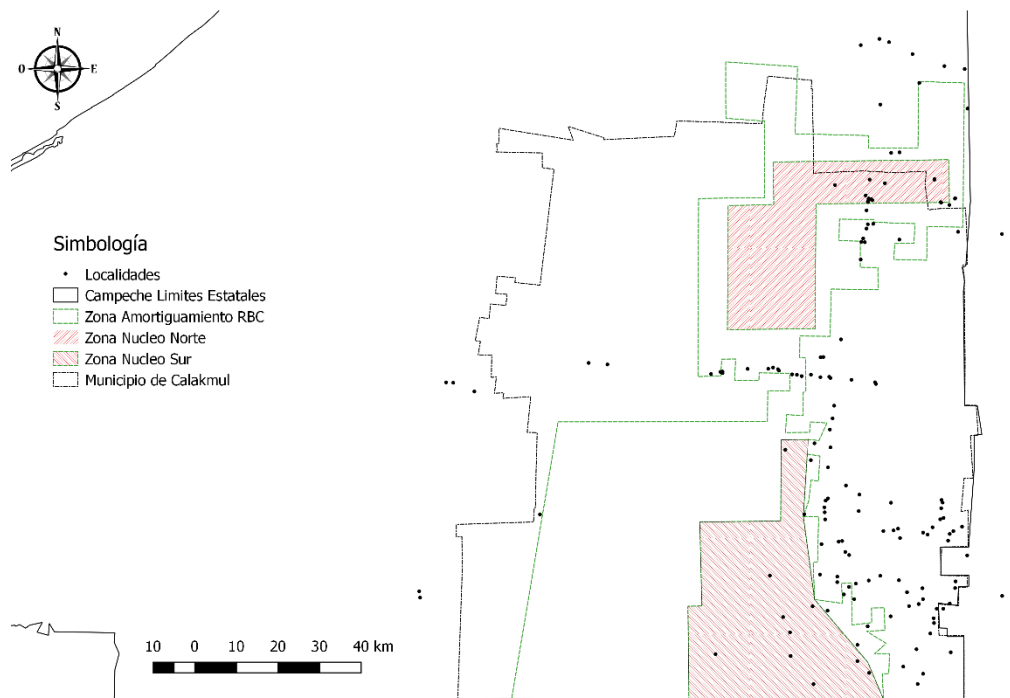 N
O
E
S
Simbología
Localidades
Campeche Limites Estatales
Zona Amortiguamiento RBC
Zona Nucleo Norte
Zona Nucleo Sur
Municipio de Calakmul
10 0 10 20 30 40 km